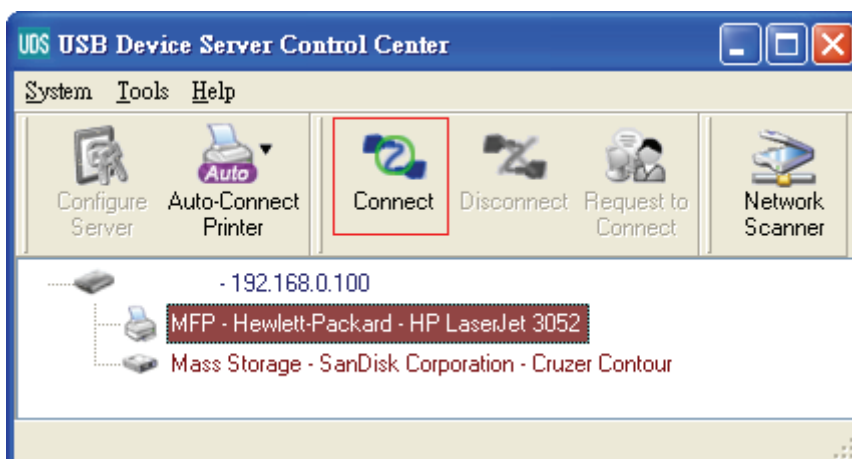 UDS USB Device Server Control Center
System Tools Help
Configure Server
Auto Auto-Connect Printer
Connect
Disconnect
Request to Connect
Network Scanner
- 192.168.0.100
MFP - Hewlett-Packard - HP LaserJet 3052
Mass Storage - SanDisk Corporation - Cruzer Contour